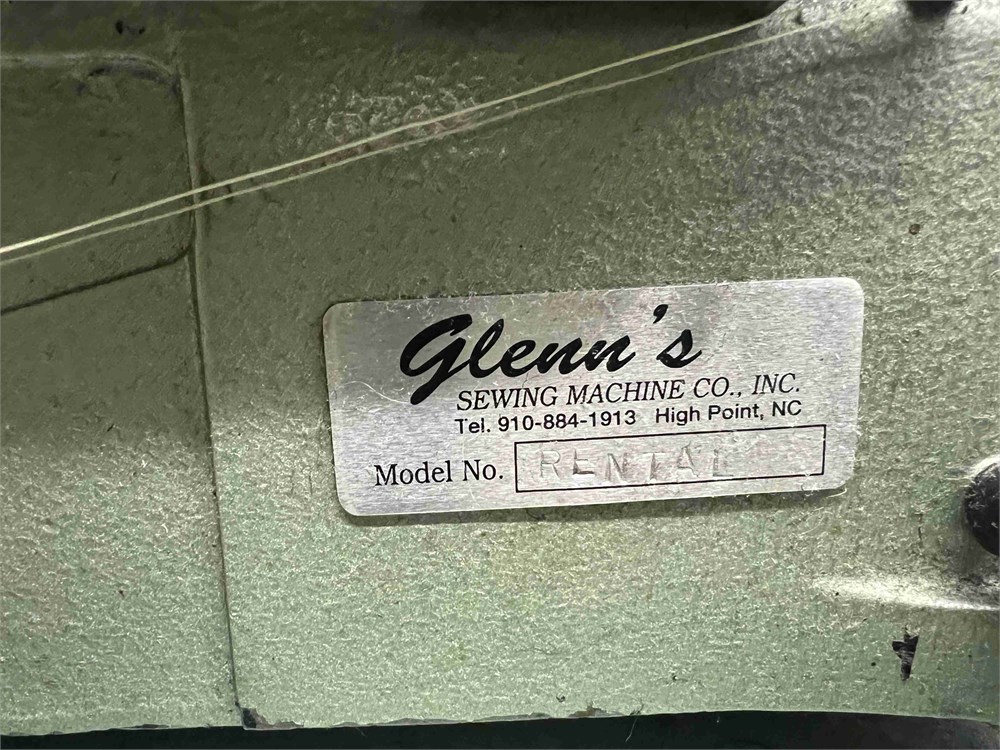 Glenn's
SEWING MACHINE CO., INC.
Tel. 910-884-1913 High Point, NC
Model No. RENTAL